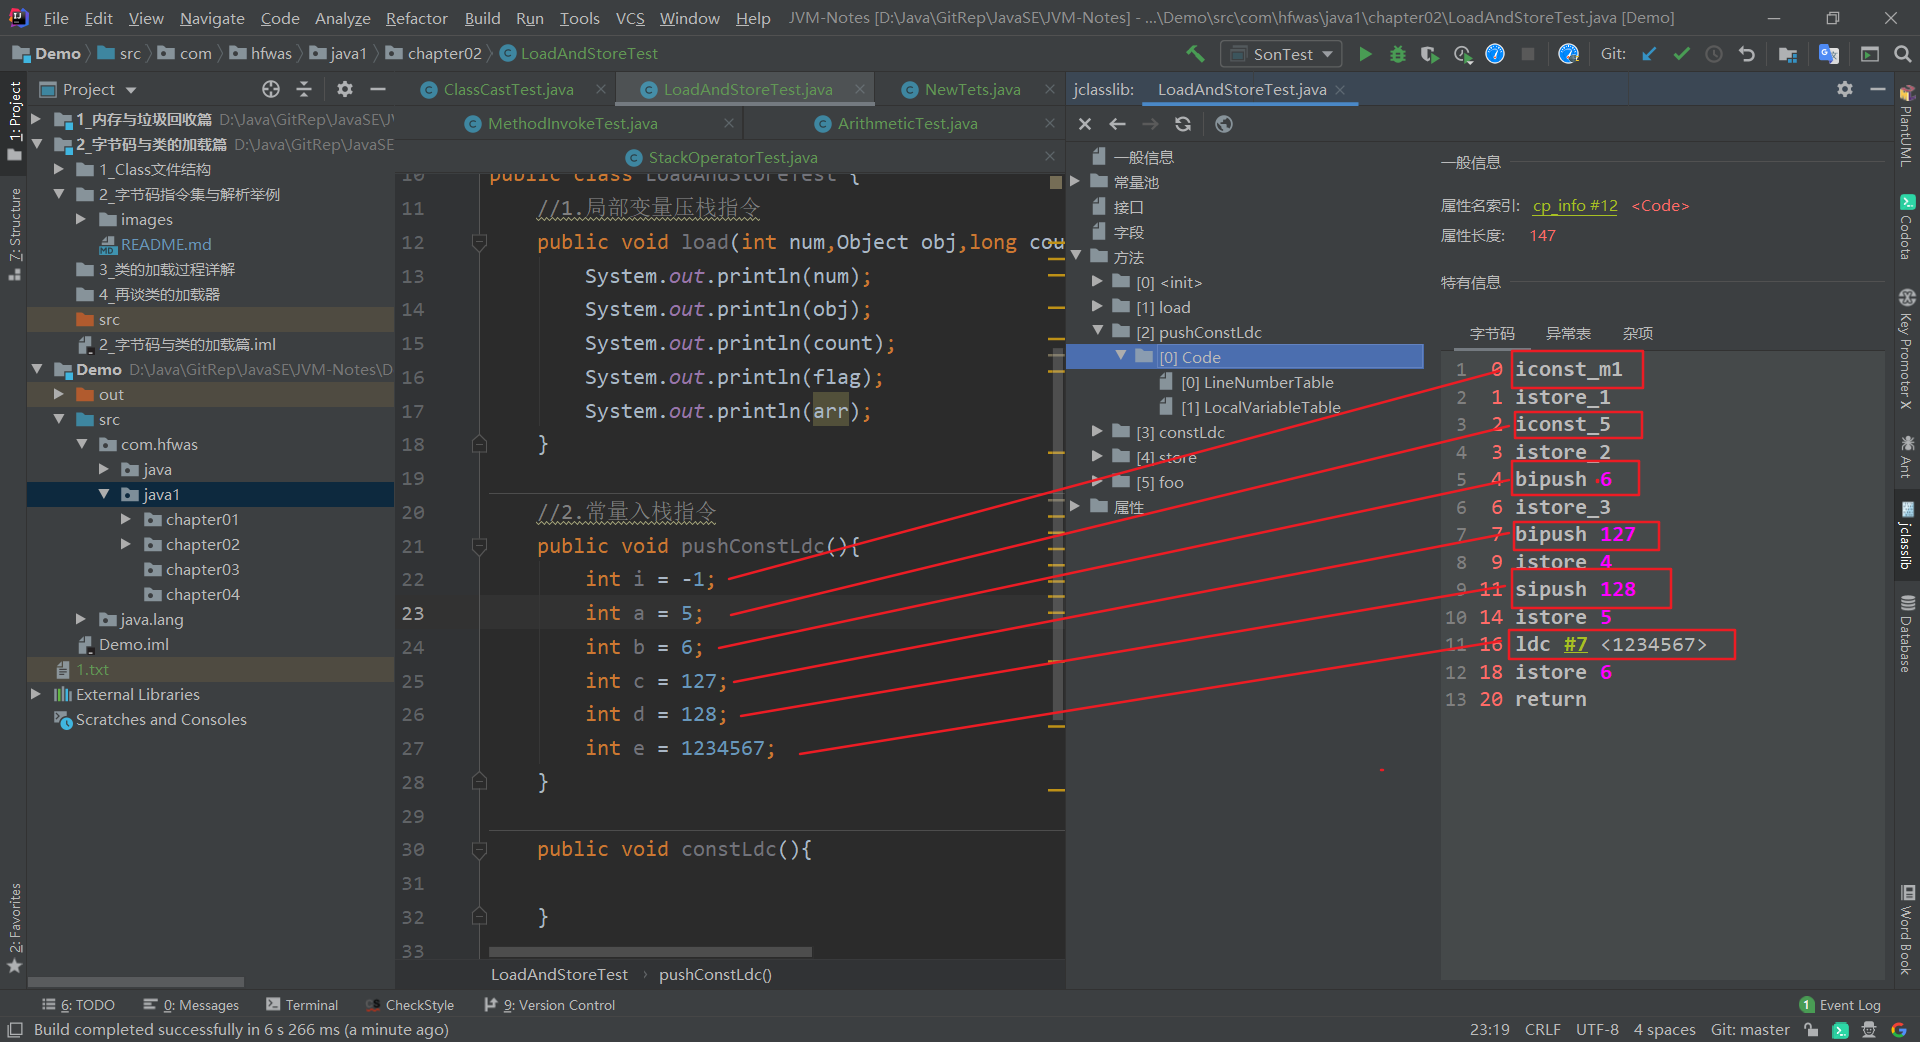 File Edit View Navigate Code Analyze Refactor Build Run Tools VCS Window Help JVM-Notes [D:\Java\GitRep\JavaSE\JVM-Notes] - ...\Demo\src\com\hfwas\java1\chapter02\LoadAndStoreTest.java [Demo]
Demo src com hfwas java1 chapter02 LoadAndStoreTest
SonTest Git:
1: Project
7: Structure
2: Favorites
Project
1_内存与垃圾回收篇 D:\Java\GitRep\JavaSE\JV
2_字节码与类的加载篇 D:\Java\GitRep\JavaSE
1_Class文件结构
2_字节码指令集与解析举例
images
README.md
3_类的加载过程详解
4_再谈类的加载器
src
2_字节码与类的加载篇.iml
Demo D:\Java\GitRep\JavaSE\JVM-Notes\D
out
src
com.hfwas
java
java1
chapter01
chapter02
chapter03
chapter04
java.lang
Demo.iml
1.txt
External Libraries
Scratches and Consoles
ClassCastTest.java LoadAndStoreTest.java NewTets.java
MethodInvokeTest.java ArithmeticTest.java
StackOperatorTest.java
10 public class LoadAndStoreTest {
11 //1.局部变量压栈指令
12 public void load(int num,Object obj,long cou
13 System.out.println(num);
14 System.out.println(obj);
15 System.out.println(count);
16 System.out.println(flag);
17 System.out.println(arr);
18 }
19
20 //2.常量入栈指令
21 public void pushConstLdc(){
22 int i = -1;
23 int a = 5;
24 int b = 6;
25 int c = 127;
26 int d = 128;
27 int e = 1234567;
28 }
29
30 public void constLdc(){
31
32 }
33
LoadAndStoreTest › pushConstLdc()
jclasslib: LoadAndStoreTest.java
一般信息
常量池
接口
字段
方法
[0] <init>
[1] load
[2] pushConstLdc
[0] Code
[0] LineNumberTable
[1] LocalVariableTable
[3] constLdc
[4] store
[5] foo
属性
一般信息
属性名索引: cp_info #12 <Code>
属性长度: 147
特有信息
字节码 异常表 杂项
1 0 iconst_m1
2 1 istore_1
3 2 iconst_5
4 3 istore_2
5 4 bipush 6
6 6 istore_3
7 7 bipush 127
8 9 istore 4
9 11 sipush 128
10 14 istore 5
11 16 ldc #7 <1234567>
12 18 istore 6
13 20 return
PlantUML
Codota
Key Promoter X
Ant
jclasslib
Database
Word Book
6: TODO 0: Messages Terminal CheckStyle 9: Version Control 1 Event Log
Build completed successfully in 6 s 266 ms (a minute ago) 23:19 CRLF UTF-8 4 spaces Git: master